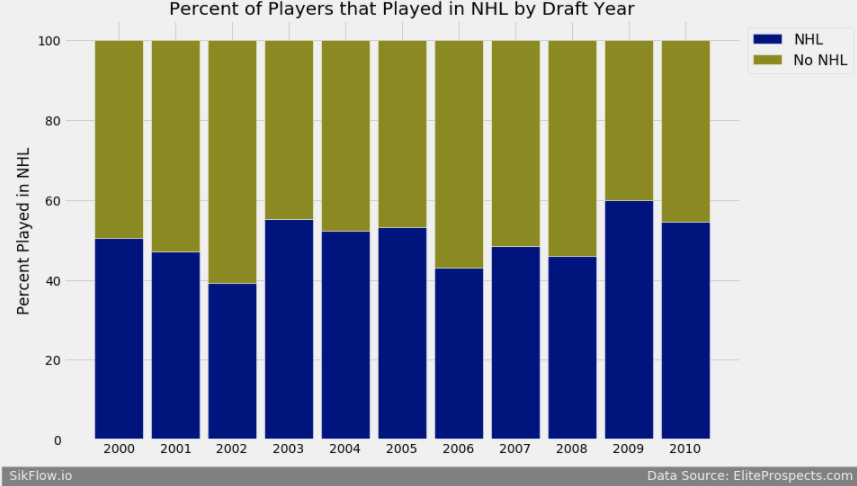 Percent of Players that Played in NHL by Draft Year
NHL
No NHL
Percent Played in NHL
100
80
60
40
20
0
2000 2001 2002 2003 2004 2005 2006 2007 2008 2009 2010
SikFlow.io Data Source: EliteProspects.com